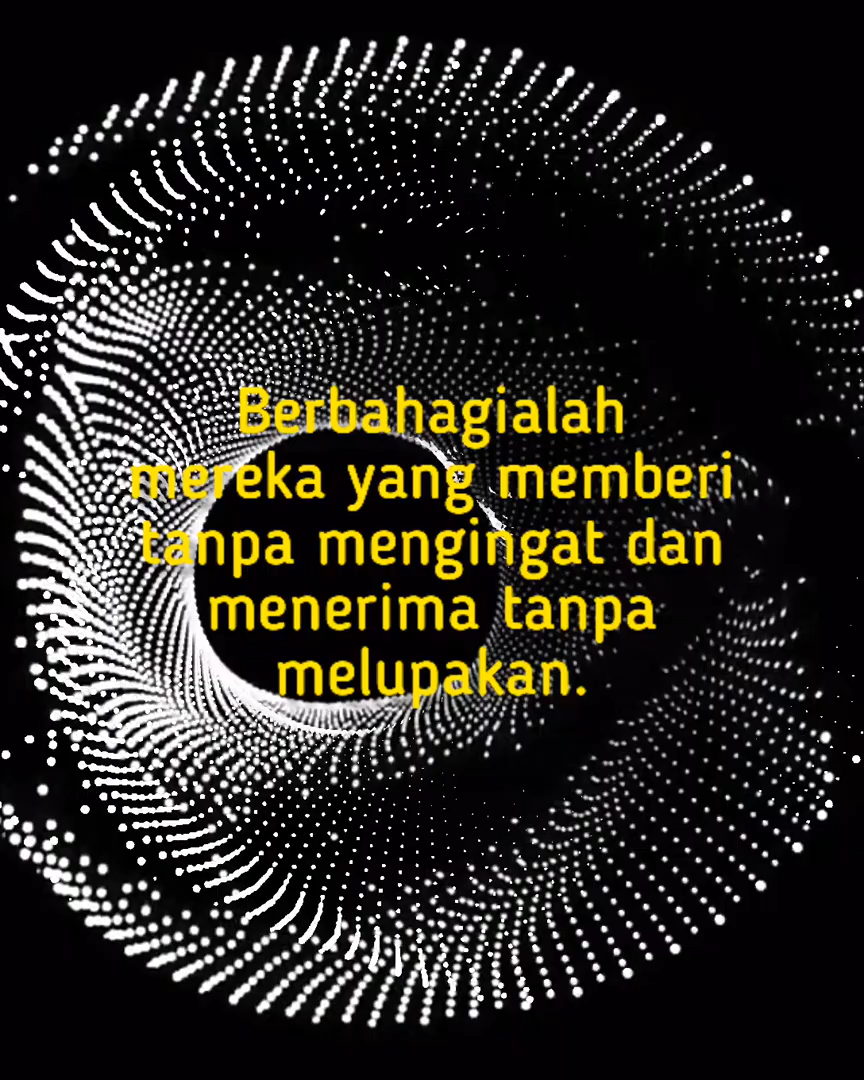 Berbahagialah
mereka yang memberi
tanpa mengingat dan
menerima tanpa
melupakan.